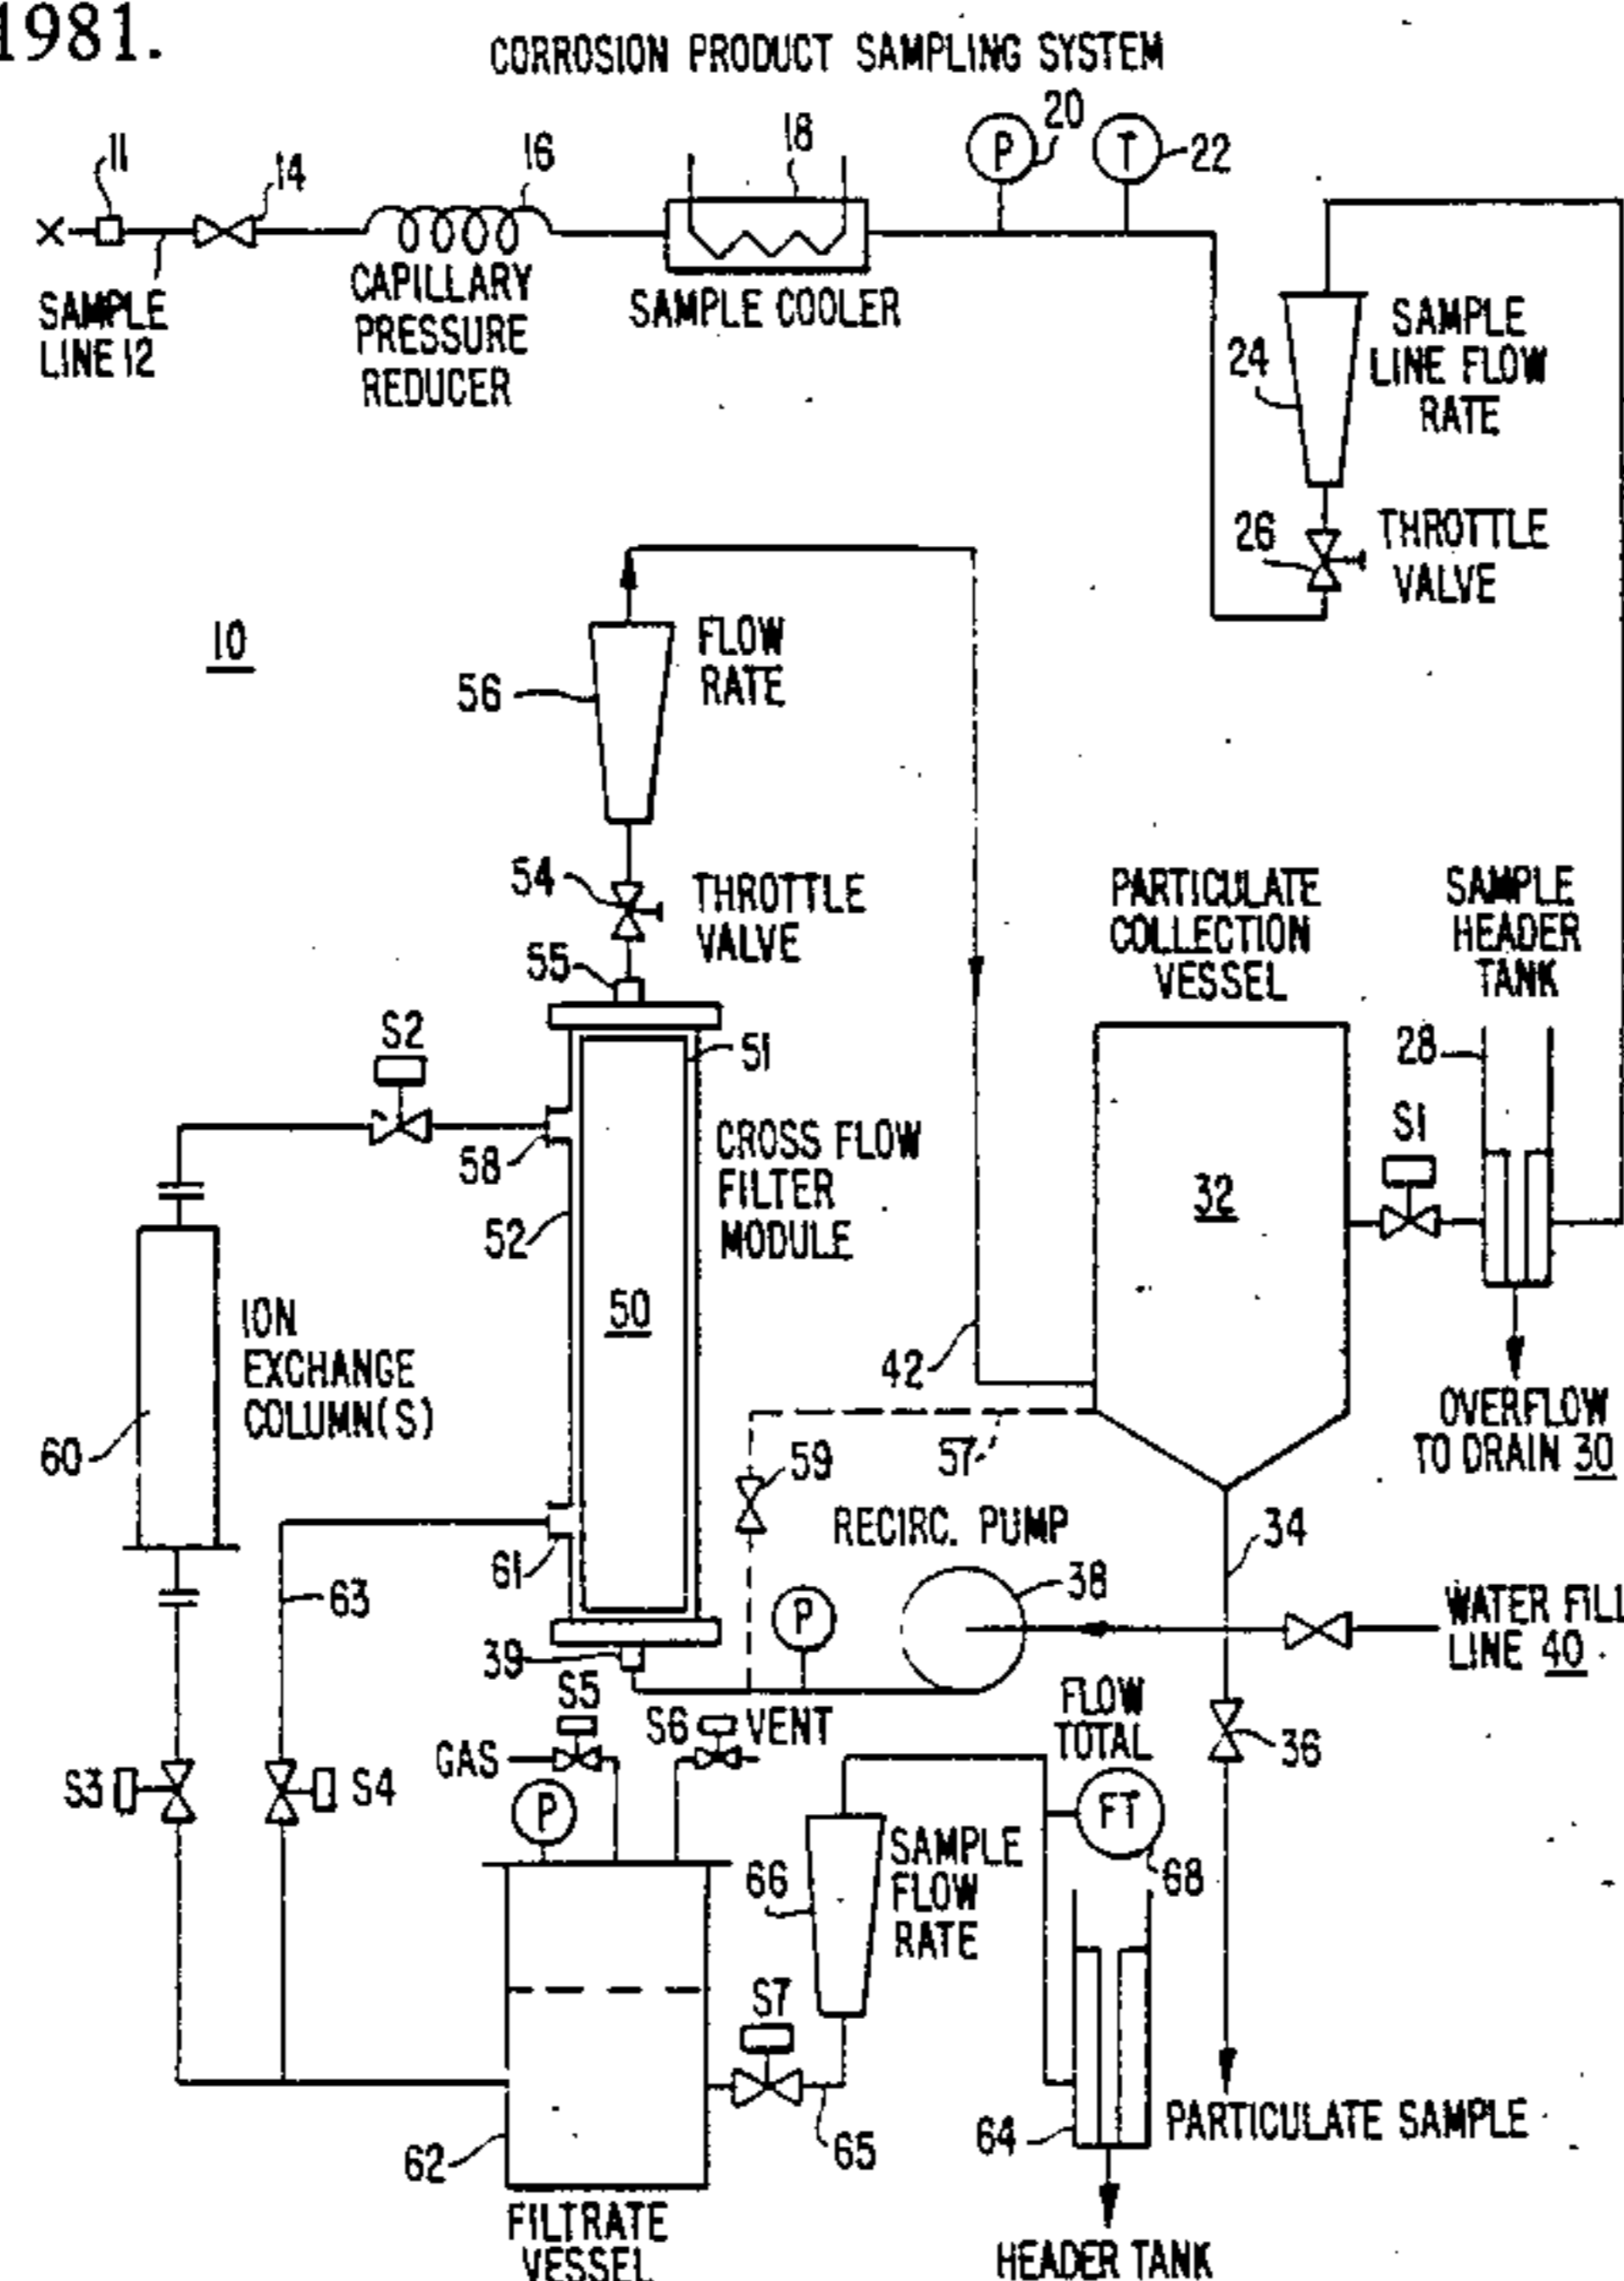 1981.
CORROSION PRODUCT SAMPLING SYSTEM
11
14
16
18
P
20
T
22
SAMPLE
LINE 12
CAPILLARY
PRESSURE
REDUCER
SAMPLE COOLER
24
SAMPLE
LINE FLOW
RATE
26
THROTTLE
VALVE
10
56
FLOW
RATE
54
THROTTLE
VALVE
55
PARTICULATE
COLLECTION
VESSEL
SAMPLE
HEADER
TANK
S2
51
28
S1
58
CROSS FLOW
FILTER
MODULE
52
32
50
ION
EXCHANGE
COLUMN(S)
60
42
OVERFLOW
TO DRAIN 30
57
59
RECIRC. PUMP
34
61
63
P
38
WATER FILL
LINE 40
39
S5
S6
VENT
GAS
FLOW
TOTAL
36
S3
S4
P
FT
68
66
SAMPLE
FLOW
RATE
S7
62
65
64
PARTICULATE SAMPLE
FILTRATE
VESSEL
HEADER TANK